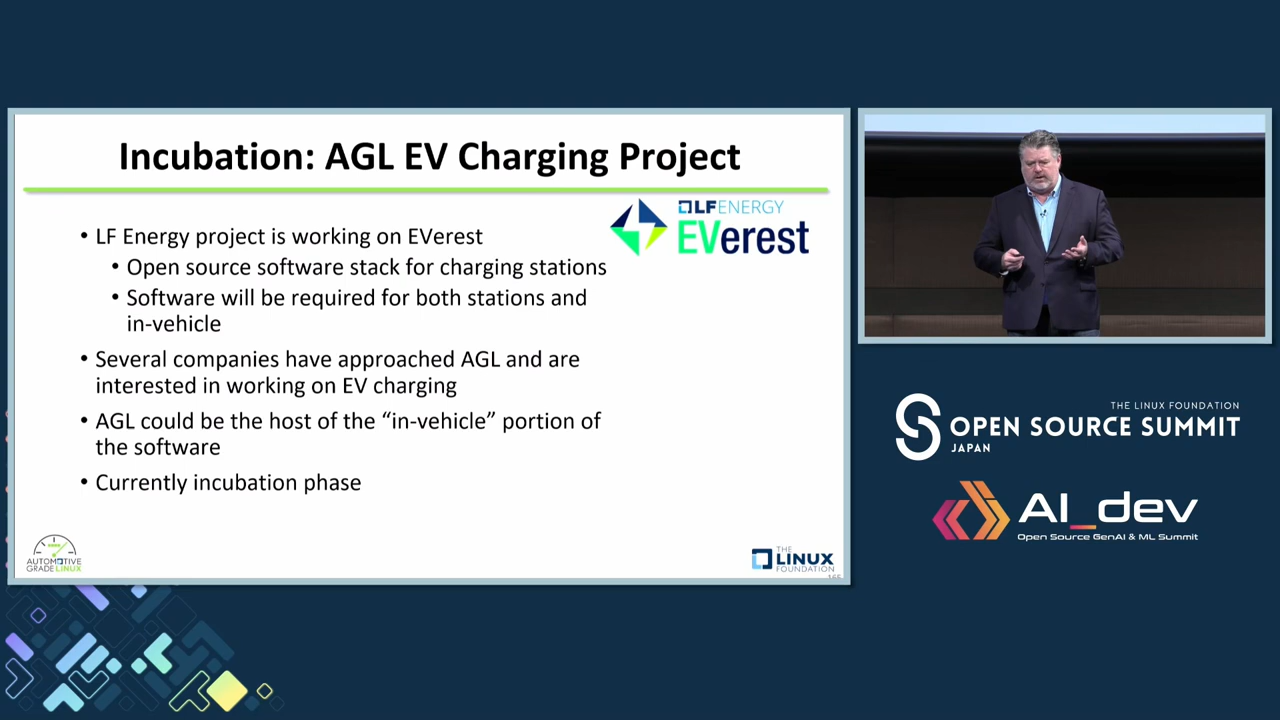 Incubation: AGL EV Charging Project
LF ENERGY
EVerest
• LF Energy project is working on EVerest
• Open source software stack for charging stations
• Software will be required for both stations and
in-vehicle
• Several companies have approached AGL and are
interested in working on EV charging
• AGL could be the host of the “in-vehicle” portion of
the software
• Currently incubation phase
AUTOMOTIVE
GRADE LINUX
THE
LINUX
FOUNDATION
THE LINUX FOUNDATION
OPEN SOURCE SUMMIT
JAPAN
AI_dev
Open Source GenAI & ML Summit